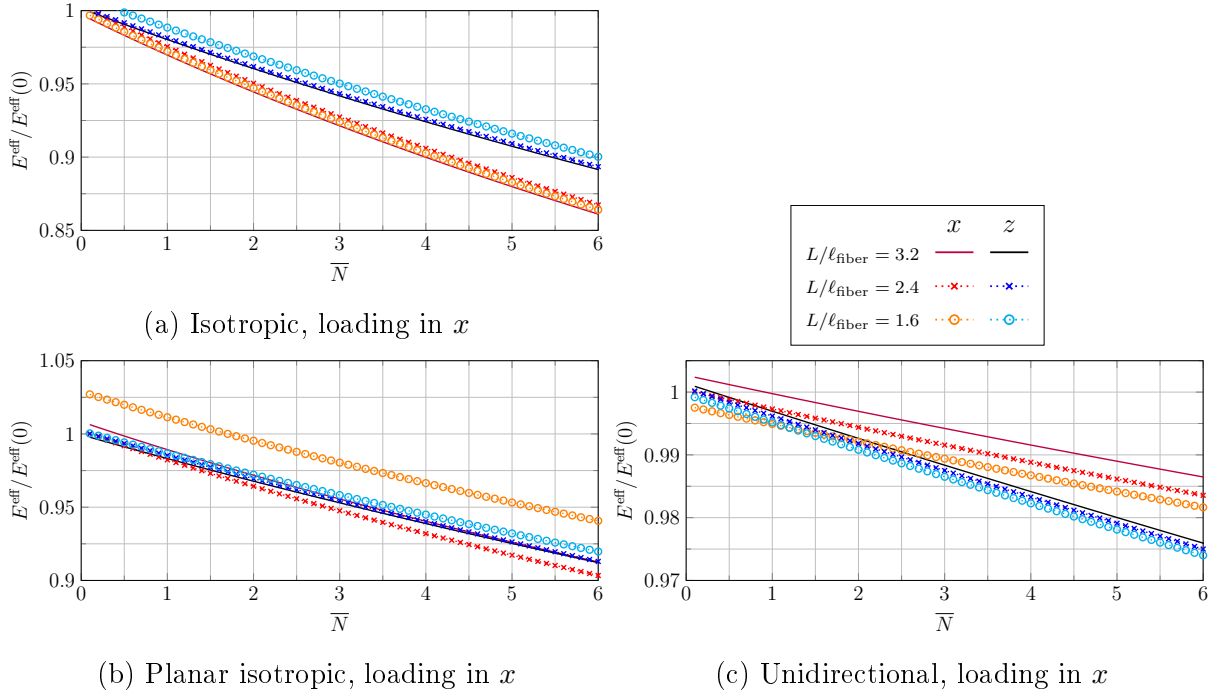 1
0.95
0.9
0.85
E^eff/E^eff(0)
0 1 2 3 4 5 6
N̅
(a) Isotropic, loading in x
x z
L/ℓ_fiber = 3.2
L/ℓ_fiber = 2.4
L/ℓ_fiber = 1.6
1.05
1
0.95
0.9
E^eff/E^eff(0)
0 1 2 3 4 5 6
N̅
(b) Planar isotropic, loading in x
1
0.99
0.98
0.97
E^eff/E^eff(0)
0 1 2 3 4 5 6
N̅
(c) Unidirectional, loading in x